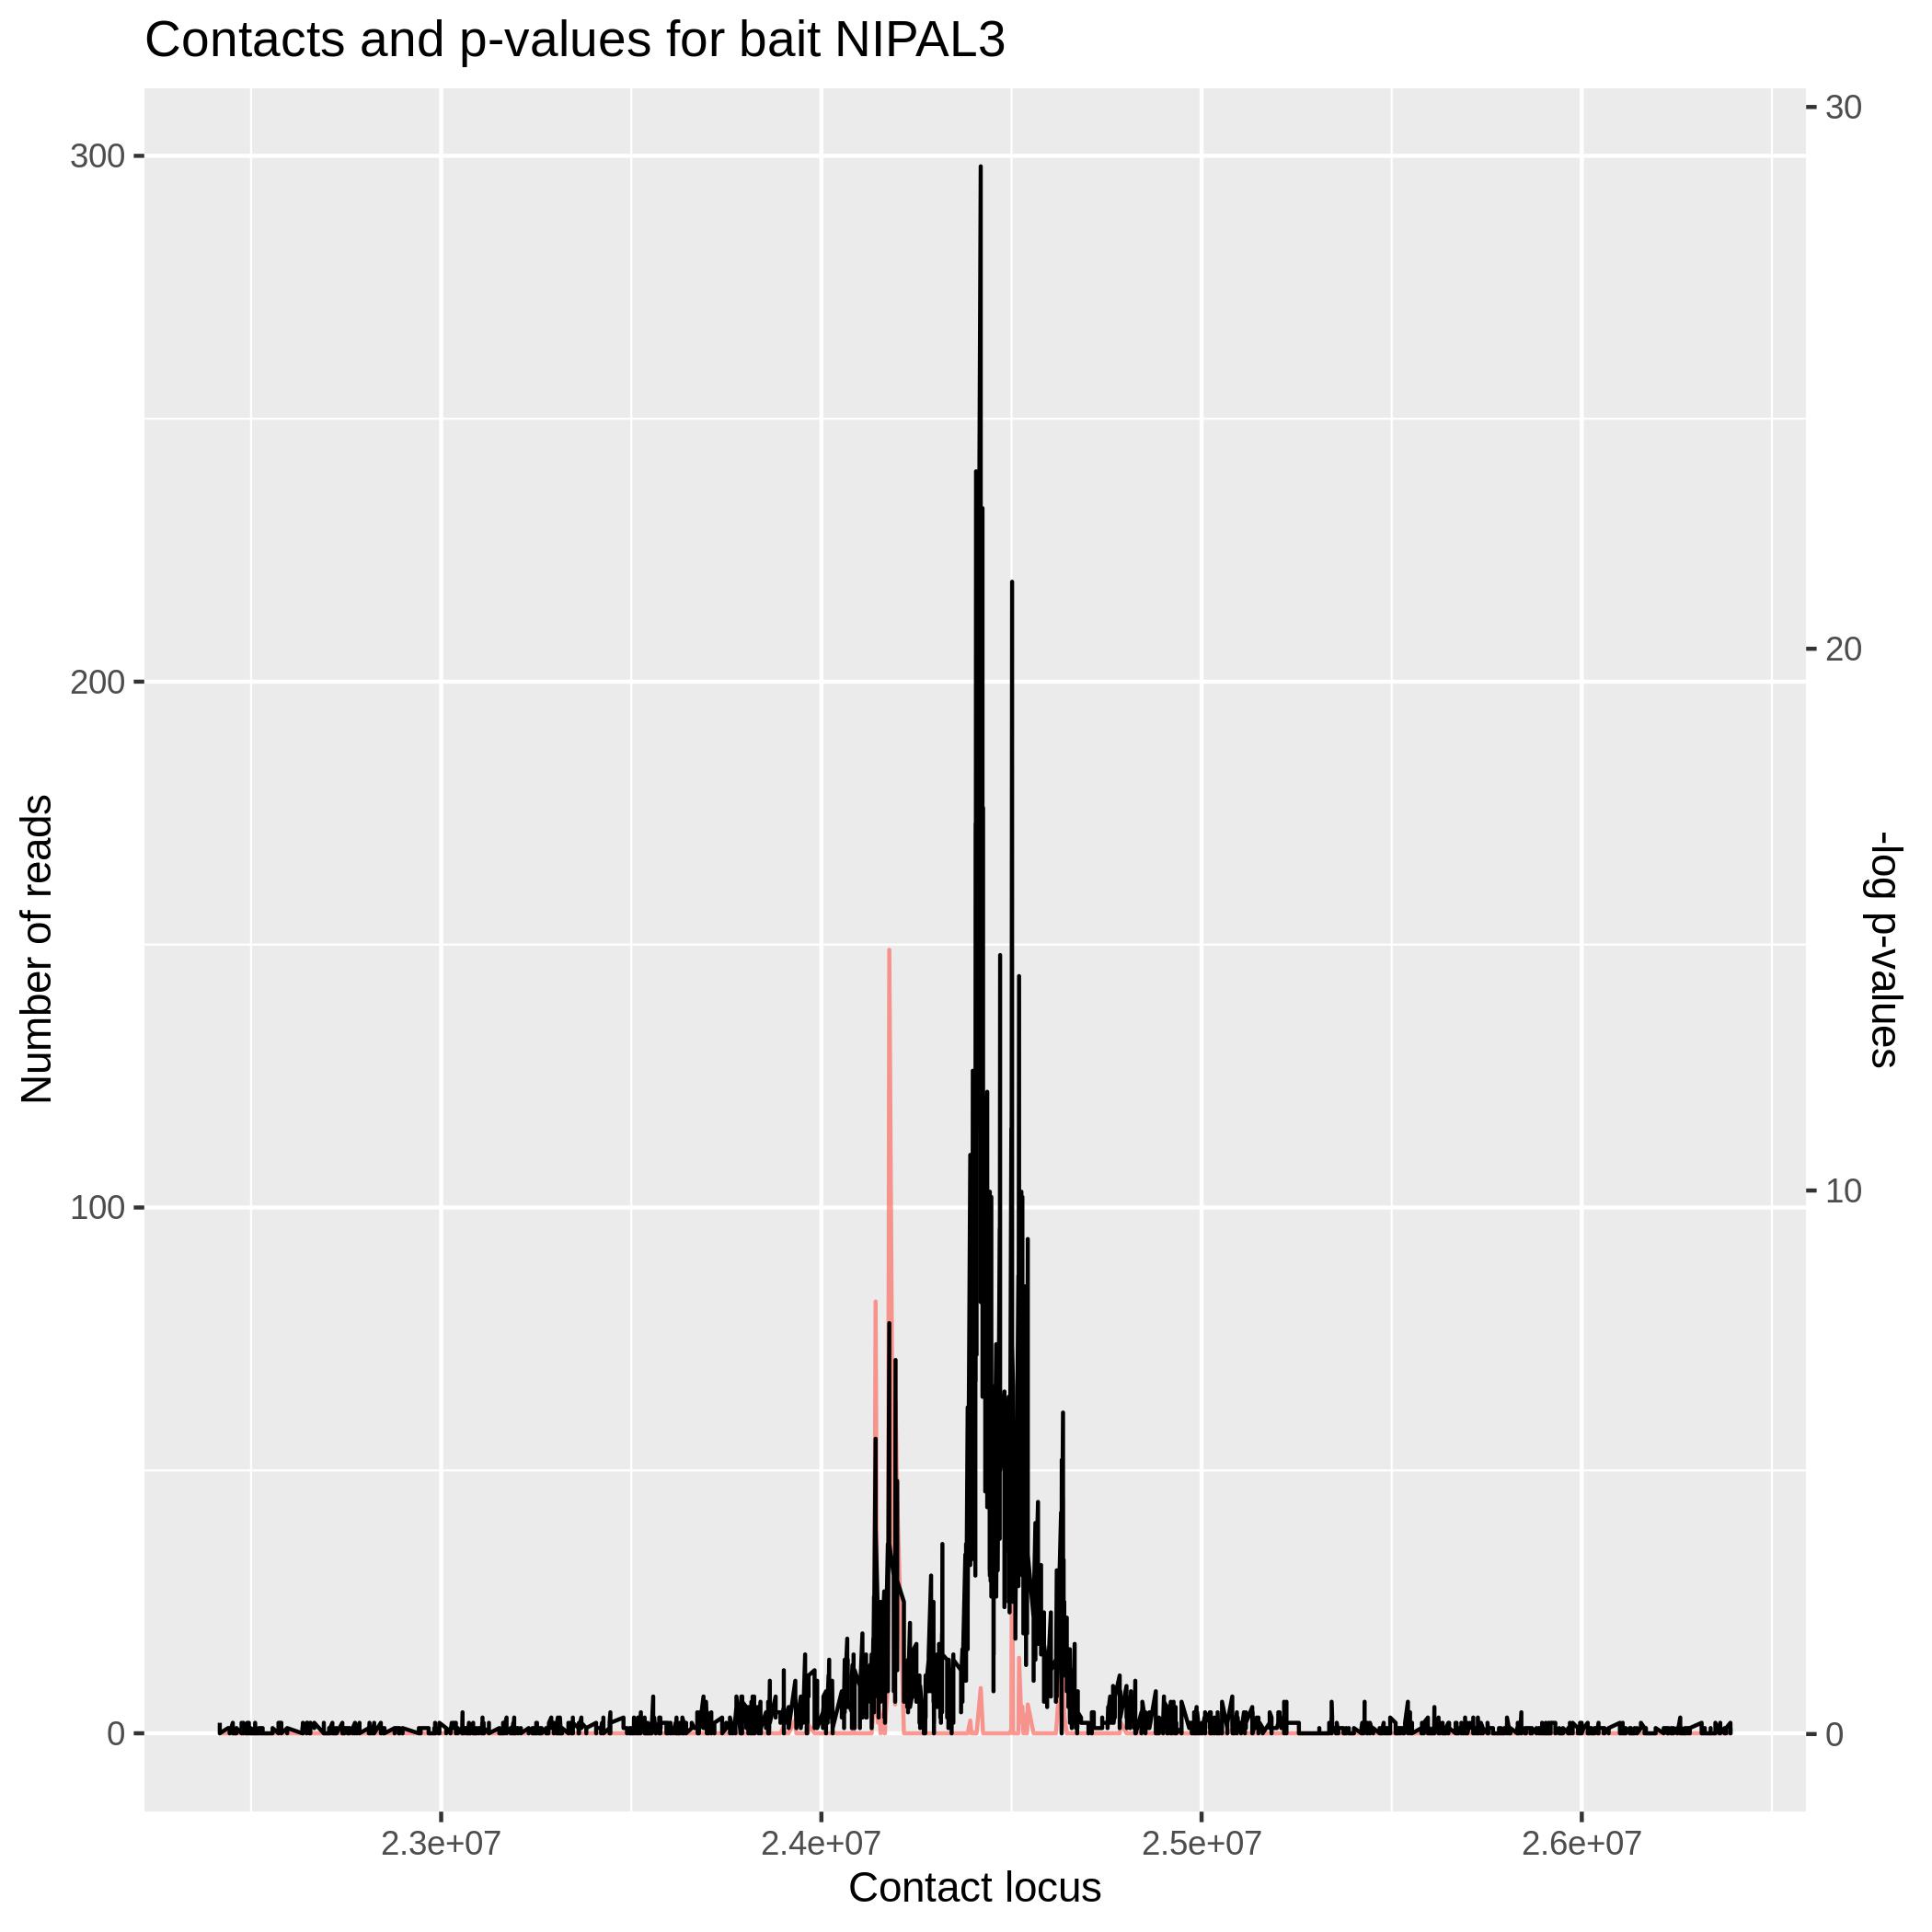 Contacts and p-values for bait NIPAL3
300
200
100
0
Number of reads
30
20
10
0
-log p-values
2.3e+07
2.4e+07
2.5e+07
2.6e+07
Contact locus